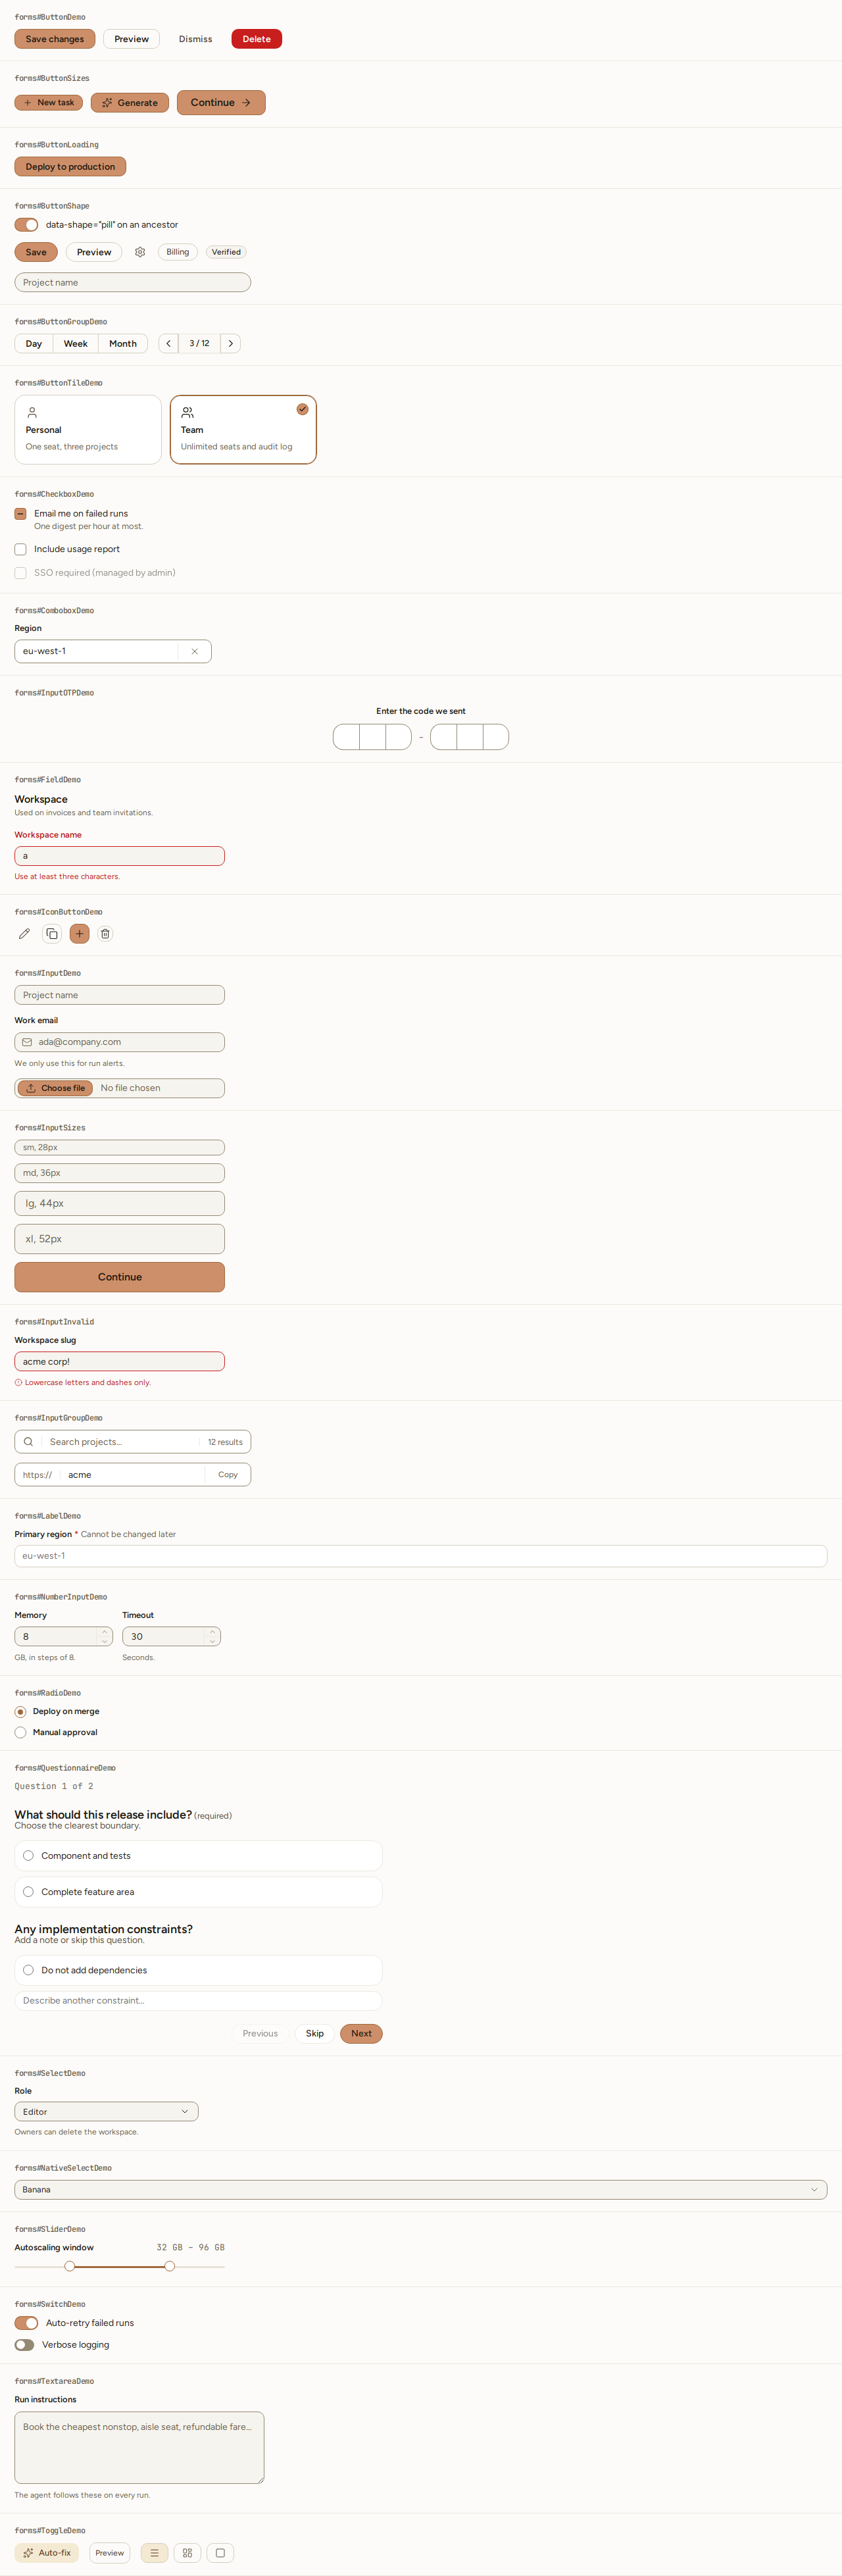 forms#ButtonDemo
Save changes Preview Dismiss Delete
forms#ButtonSizes
New task Generate Continue
forms#ButtonLoading
Deploy to production
forms#ButtonShape
data-shape="pill" on an ancestor
Save Preview Billing Verified
Project name
forms#ButtonGroupDemo
Day Week Month 3 / 12
forms#ButtonTileDemo
Personal Team
One seat, three projects Unlimited seats and audit log
forms#CheckboxDemo
Email me on failed runs
One digest per hour at most.
Include usage report
SSO required (managed by admin)
forms#ComboboxDemo
Region
eu-west-1
forms#InputOTPDemo
Enter the code we sent
-
forms#FieldDemo
Workspace
Used on invoices and team invitations.
Workspace name
a
Use at least three characters.
forms#IconButtonDemo
forms#InputDemo
Project name
Work email
ada@company.com
We only use this for run alerts.
Choose file No file chosen
forms#InputSizes
sm, 28px
md, 36px
lg, 44px
xl, 52px
Continue
forms#InputInvalid
Workspace slug
acme corp!
Lowercase letters and dashes only.
forms#InputGroupDemo
Search projects... 12 results
https:// acme Copy
forms#LabelDemo
Primary region * Cannot be changed later
eu-west-1
forms#NumberInputDemo
Memory Timeout
8 30
GB, in steps of 8. Seconds.
forms#RadioDemo
Deploy on merge
Manual approval
forms#QuestionnaireDemo
Question 1 of 2
What should this release include? (required)
Choose the clearest boundary.
Component and tests
Complete feature area
Any implementation constraints?
Add a note or skip this question.
Do not add dependencies
Describe another constraint...
Previous Skip Next
forms#SelectDemo
Role
Editor
Owners can delete the workspace.
forms#NativeSelectDemo
Banana
forms#SliderDemo
Autoscaling window 32 GB – 96 GB
forms#SwitchDemo
Auto-retry failed runs
Verbose logging
forms#TextareaDemo
Run instructions
Book the cheapest nonstop, aisle seat, refundable fare...
The agent follows these on every run.
forms#ToggleDemo
Auto-fix Preview